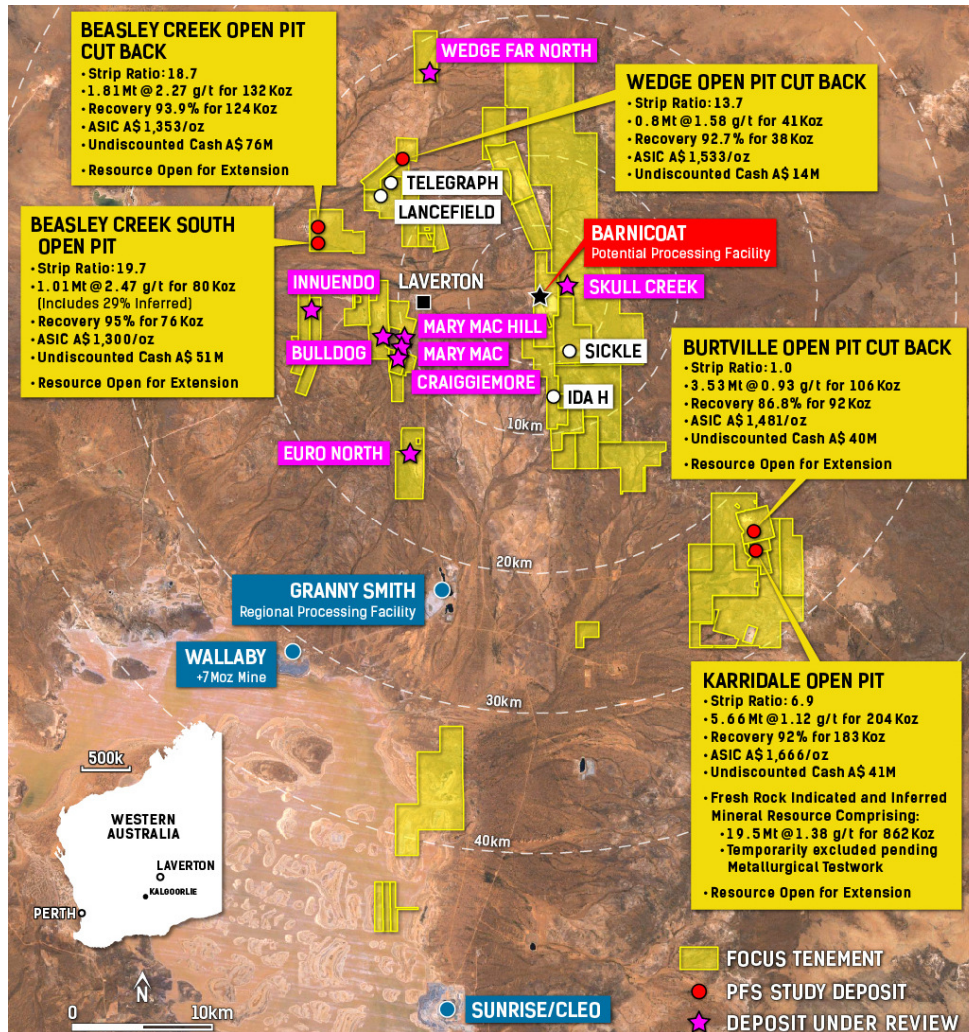 BEASLEY CREEK OPEN PIT
CUT BACK
• Strip Ratio: 18.7
• 1.81 Mt @ 2.27 g/t for 132 Koz
• Recovery 93.9% for 124 Koz
• ASIC A$ 1,353/oz
• Undiscounted Cash A$ 76M
• Resource Open for Extension
WEDGE FAR NORTH
WEDGE OPEN PIT CUT BACK
• Strip Ratio: 13.7
• 0.8 Mt @ 1.58 g/t for 41 Koz
• Recovery 92.7% for 38 Koz
• ASIC A$ 1,533/oz
• Undiscounted Cash A$ 14M
TELEGRAPH
LANCEFIELD
BEASLEY CREEK SOUTH
OPEN PIT
• Strip Ratio: 19.7
• 1.01 Mt @ 2.47 g/t for 80 Koz
(Includes 29% Inferred)
• Recovery 95% for 76 Koz
• ASIC A$ 1,300/oz
• Undiscounted Cash A$ 51M
• Resource Open for Extension
BARNICOAT
Potential Processing Facility
INNUENDO
LAVERTON
SKULL CREEK
MARY MAC HILL
BULLDOG
MARY MAC
SICKLE
CRAIGGIEMORE
IDA H
BURTVILLE OPEN PIT CUT BACK
• Strip Ratio: 1.0
• 3.53 Mt @ 0.93 g/t for 106 Koz
• Recovery 86.8% for 92 Koz
• ASIC A$ 1,481/oz
• Undiscounted Cash A$ 40M
• Resource Open for Extension
10km
EURO NORTH
20km
GRANNY SMITH
Regional Processing Facility
WALLABY
+7Moz Mine
30km
KARRIDALE OPEN PIT
• Strip Ratio: 6.9
• 5.66 Mt @ 1.12 g/t for 204 Koz
• Recovery 92% for 183 Koz
• ASIC A$ 1,666/oz
• Undiscounted Cash A$ 41M
• Fresh Rock Indicated and Inferred
Mineral Resource Comprising:
• 19.5 Mt @ 1.38 g/t for 862 Koz
• Temporarily excluded pending
Metallurgical Testwork
• Resource Open for Extension
500k
WESTERN
AUSTRALIA
LAVERTON
KALGOORLIE
PERTH
40km
N
0 10km
SUNRISE/CLEO
FOCUS TENEMENT
PFS STUDY DEPOSIT
DEPOSIT UNDER REVIEW